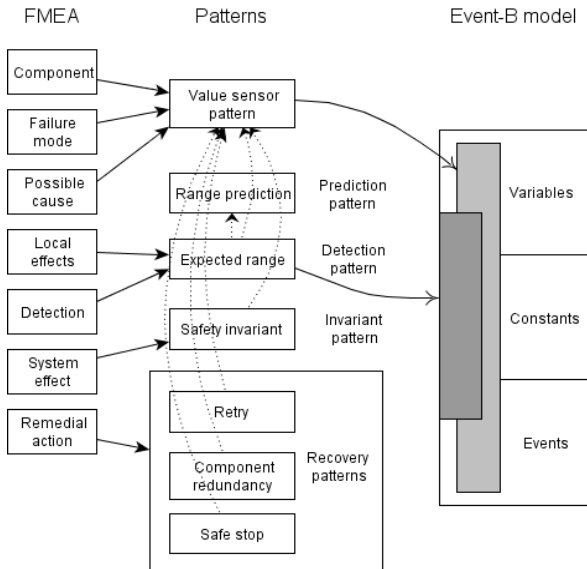 FMEA
Patterns
Event-B model
Component
Value sensor
pattern
Failure
mode
Possible
cause
Range prediction
Prediction
pattern
Variables
Local
effects
Expected range
Detection
pattern
Detection
Safety invariant
Invariant
pattern
Constants
System
effect
Remedial
action
Retry
Component
redundancy
Recovery
patterns
Events
Safe stop